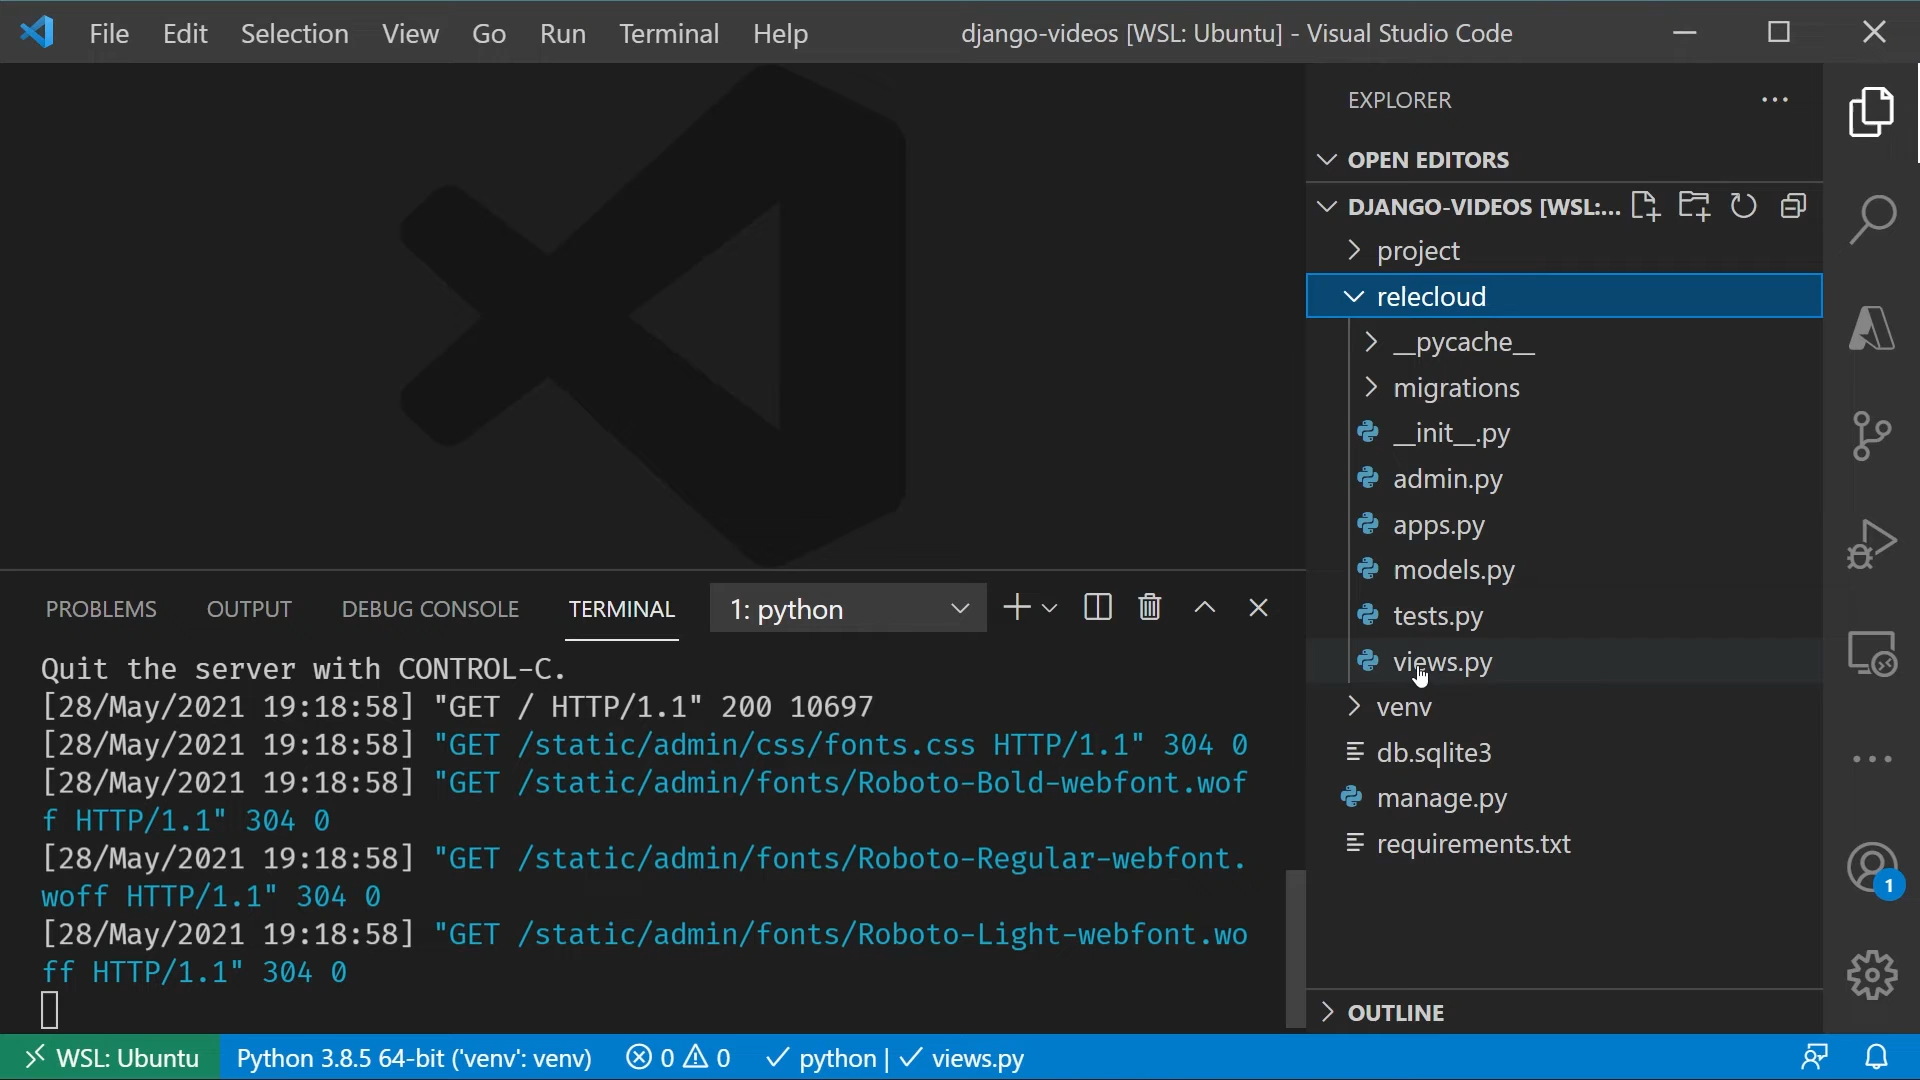 File Edit Selection View Go Run Terminal Help django-videos [WSL: Ubuntu] - Visual Studio Code
EXPLORER
OPEN EDITORS
DJANGO-VIDEOS [WSL:...
project
relecloud
__pycache__
migrations
__init__.py
admin.py
apps.py
models.py
tests.py
views.py
venv
db.sqlite3
manage.py
requirements.txt
OUTLINE
1
PROBLEMS OUTPUT DEBUG CONSOLE TERMINAL 1: python
Quit the server with CONTROL-C.
[28/May/2021 19:18:58] "GET / HTTP/1.1" 200 10697
[28/May/2021 19:18:58] "GET /static/admin/css/fonts.css HTTP/1.1" 304 0
[28/May/2021 19:18:58] "GET /static/admin/fonts/Roboto-Bold-webfont.wof
f HTTP/1.1" 304 0
[28/May/2021 19:18:58] "GET /static/admin/fonts/Roboto-Regular-webfont.
woff HTTP/1.1" 304 0
[28/May/2021 19:18:58] "GET /static/admin/fonts/Roboto-Light-webfont.wo
ff HTTP/1.1" 304 0
WSL: Ubuntu Python 3.8.5 64-bit ('venv': venv) 0 0 python | views.py